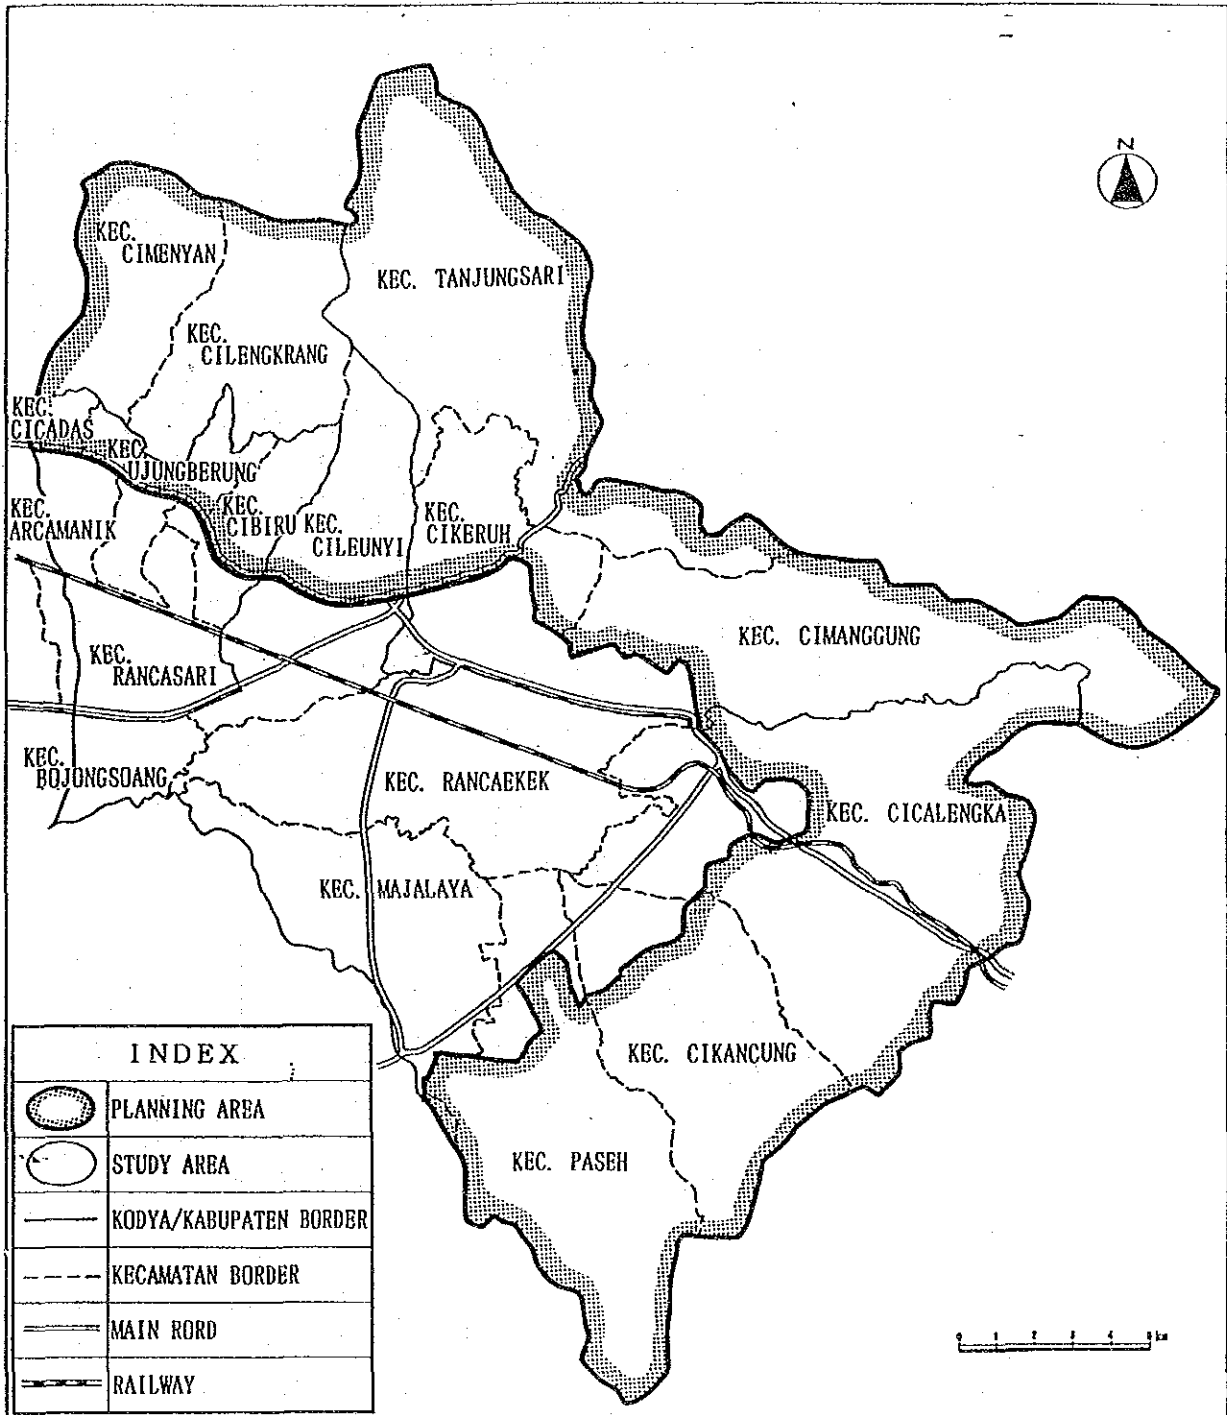 N
KEC.
CIMENYAN
KEC. TANJUNGSARI
KEC.
CILENGKRANG
KEC.
CICADAS
KEC.
UJUNGBERUNG
KEC.
ARCAMANIK
KEC.
CIBIRU
KEC.
CILEUNYI
KEC.
CIKERUH
KEC. CIMANGGUNG
KEC.
RANCASARI
KEC.
BOJONGSOANG
KEC. RANCAEKEK
KEC. CICALENGKA
KEC. MAJALAYA
KEC. CIKANCUNG
KEC. PASEH
INDEX
PLANNING AREA
STUDY AREA
KODYA/KABUPATEN BORDER
KECAMATAN BORDER
MAIN RORD
RAILWAY
0 1 2 3 4 5 km